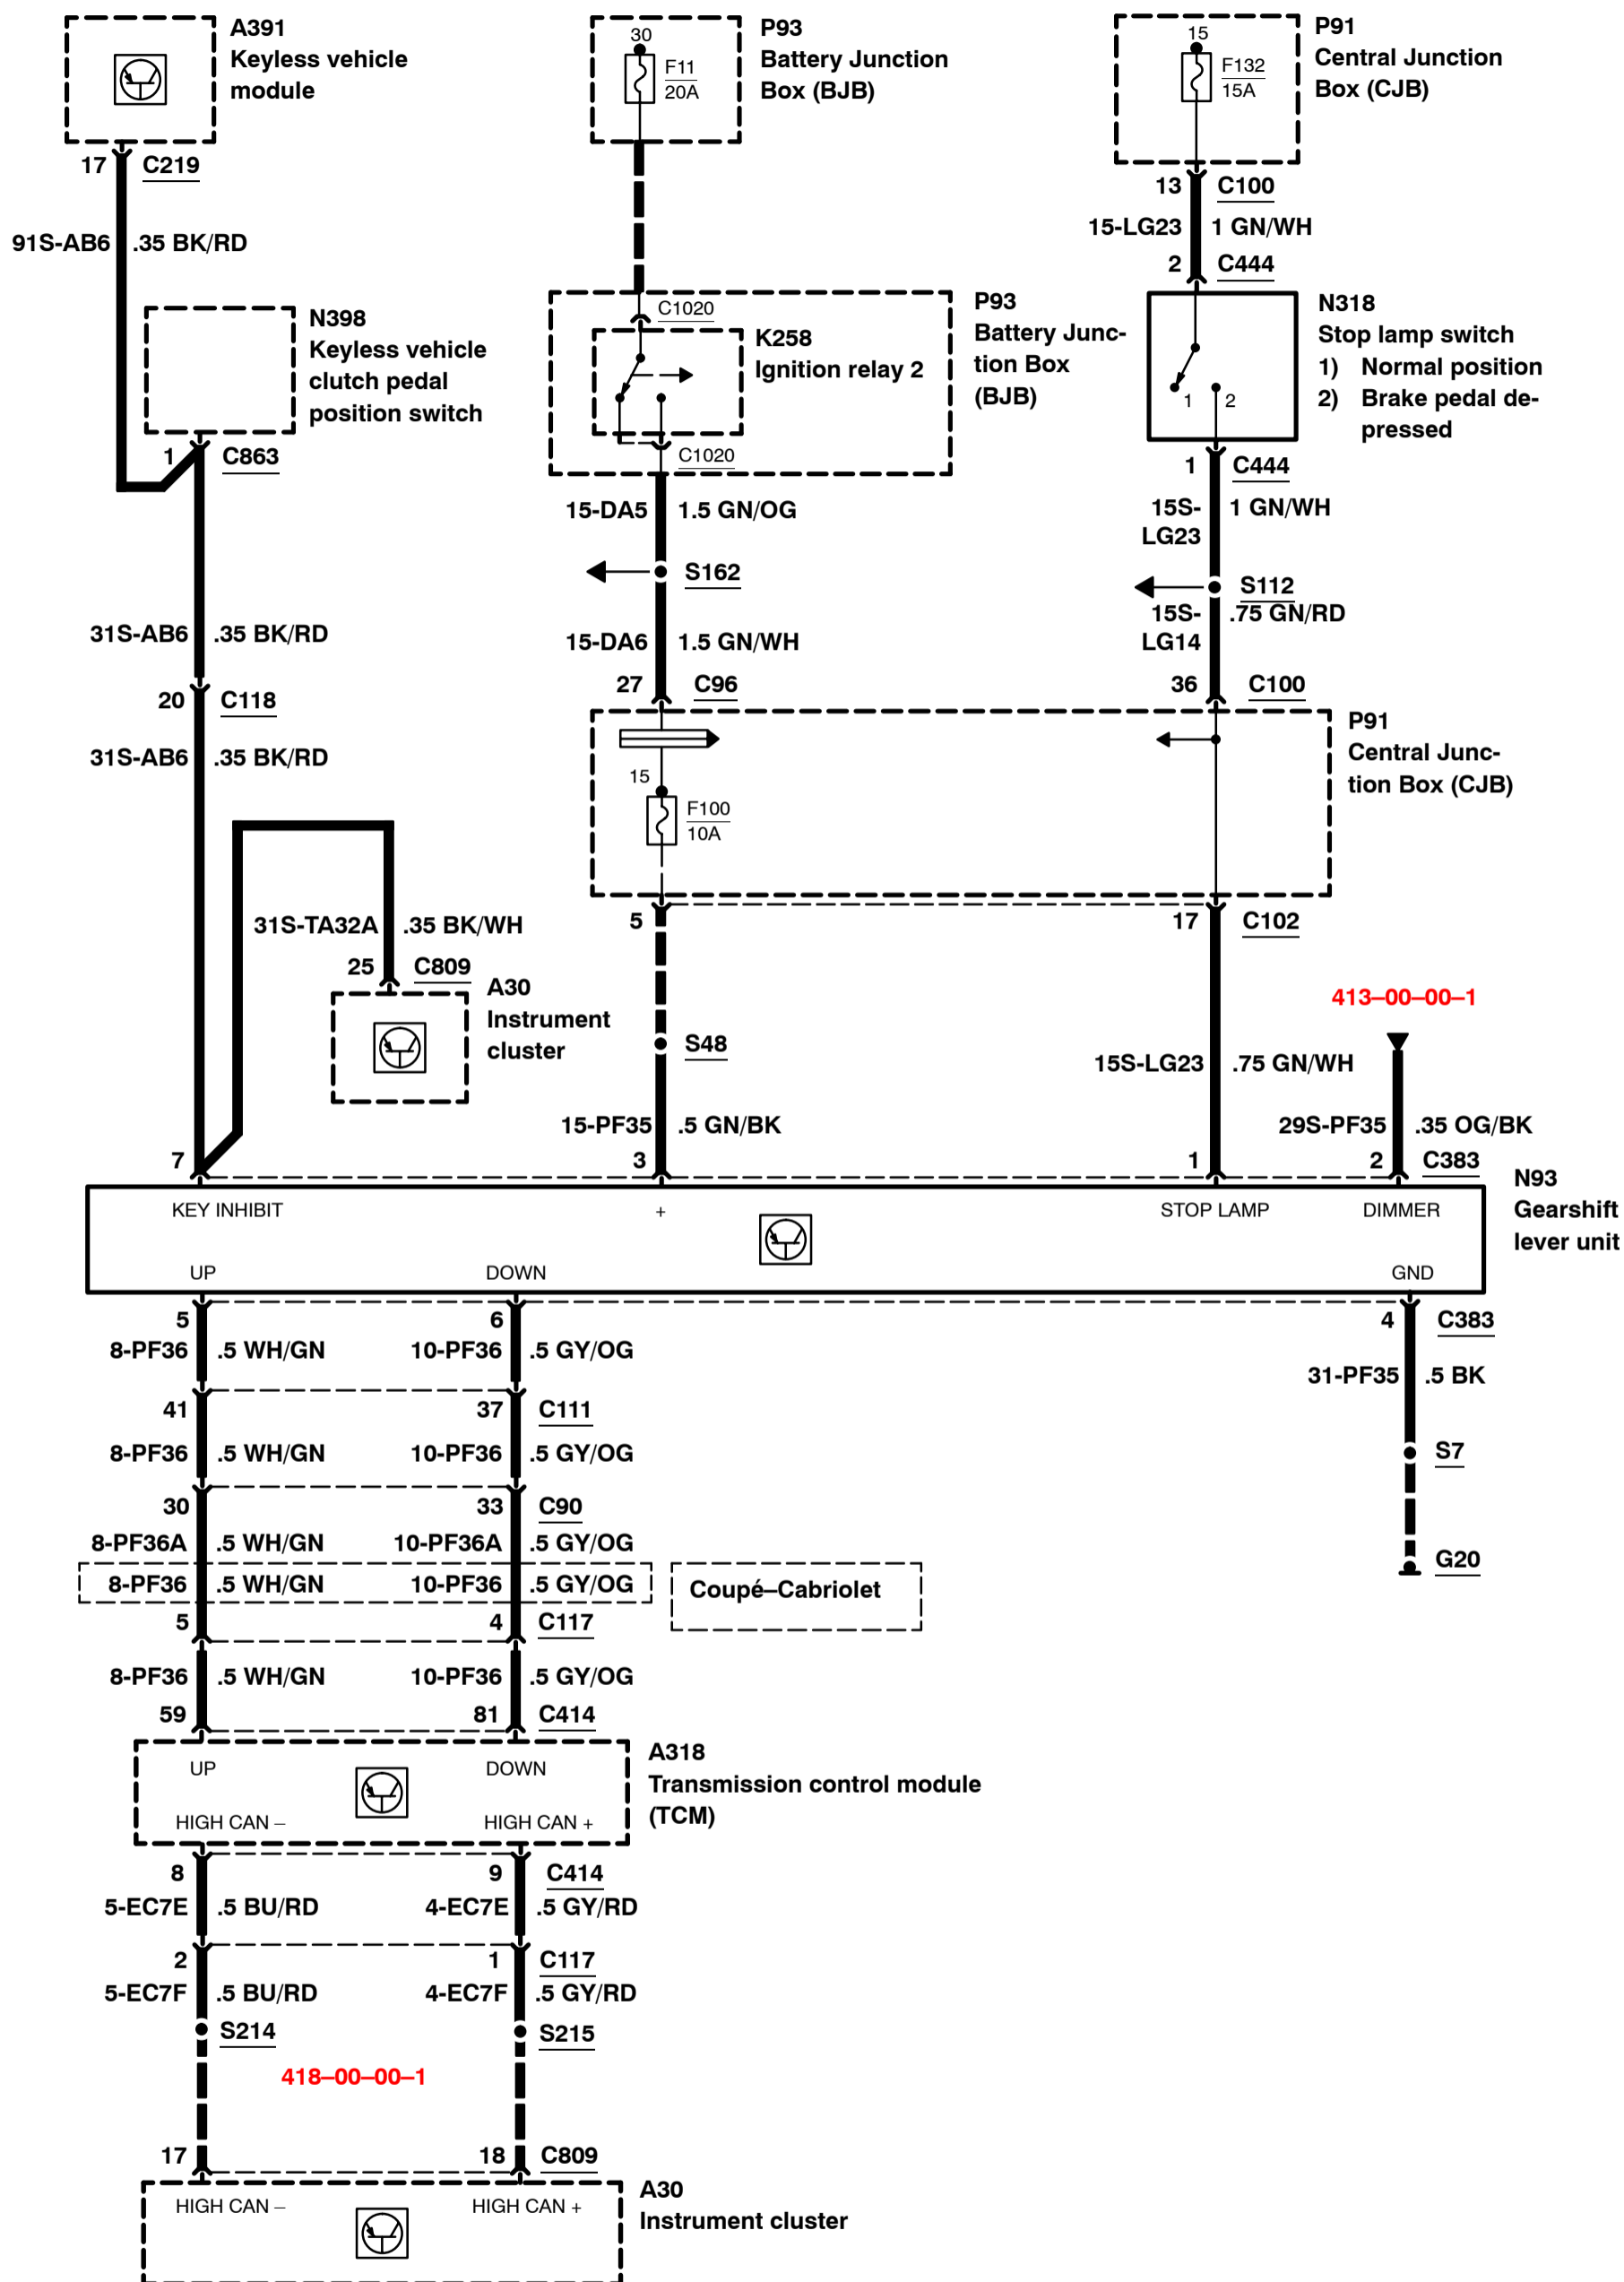 A391
Keyless vehicle
module
17 C219
91S-AB6 .35 BK/RD
N398
Keyless vehicle
clutch pedal
position switch
1 C863
31S-AB6 .35 BK/RD
20 C118
31S-AB6 .35 BK/RD
31S-TA32A .35 BK/WH
25 C809
A30
Instrument
cluster
P93
Battery Junction
Box (BJB)
30
F11
20A
C1020
K258
Ignition relay 2
C1020
P93
Battery Junc-
tion Box
(BJB)
15-DA5 1.5 GN/OG
S162
15-DA6 1.5 GN/WH
27 C96
P91
Central Junction
Box (CJB)
15
F132
15A
13 C100
15-LG23 1 GN/WH
2 C444
N318
Stop lamp switch
1) Normal position
2) Brake pedal de-
pressed
1 2
1 C444
15S- 1 GN/WH
LG23
S112
15S- .75 GN/RD
LG14
36 C100
P91
Central Junc-
tion Box (CJB)
15
F100
10A
5 17 C102
S48
15-PF35 .5 GN/BK
15S-LG23 .75 GN/WH
413–00–00–1
29S-PF35 .35 OG/BK
7 3 1 2 C383
N93
Gearshift
lever unit
KEY INHIBIT + STOP LAMP DIMMER
UP DOWN GND
5 6 4 C383
8-PF36 .5 WH/GN 10-PF36 .5 GY/OG
31-PF35 .5 BK
41 37 C111
S7
8-PF36 .5 WH/GN 10-PF36 .5 GY/OG
30 33 C90
8-PF36A .5 WH/GN 10-PF36A .5 GY/OG
G20
8-PF36 .5 WH/GN 10-PF36 .5 GY/OG Coupé–Cabriolet
5 4 C117
8-PF36 .5 WH/GN 10-PF36 .5 GY/OG
59 81 C414
A318
Transmission control module
(TCM)
UP DOWN
HIGH CAN – HIGH CAN +
8 9 C414
5-EC7E .5 BU/RD 4-EC7E .5 GY/RD
2 1 C117
5-EC7F .5 BU/RD 4-EC7F .5 GY/RD
S214 S215
418–00–00–1
17 18 C809
A30
Instrument cluster
HIGH CAN – HIGH CAN +